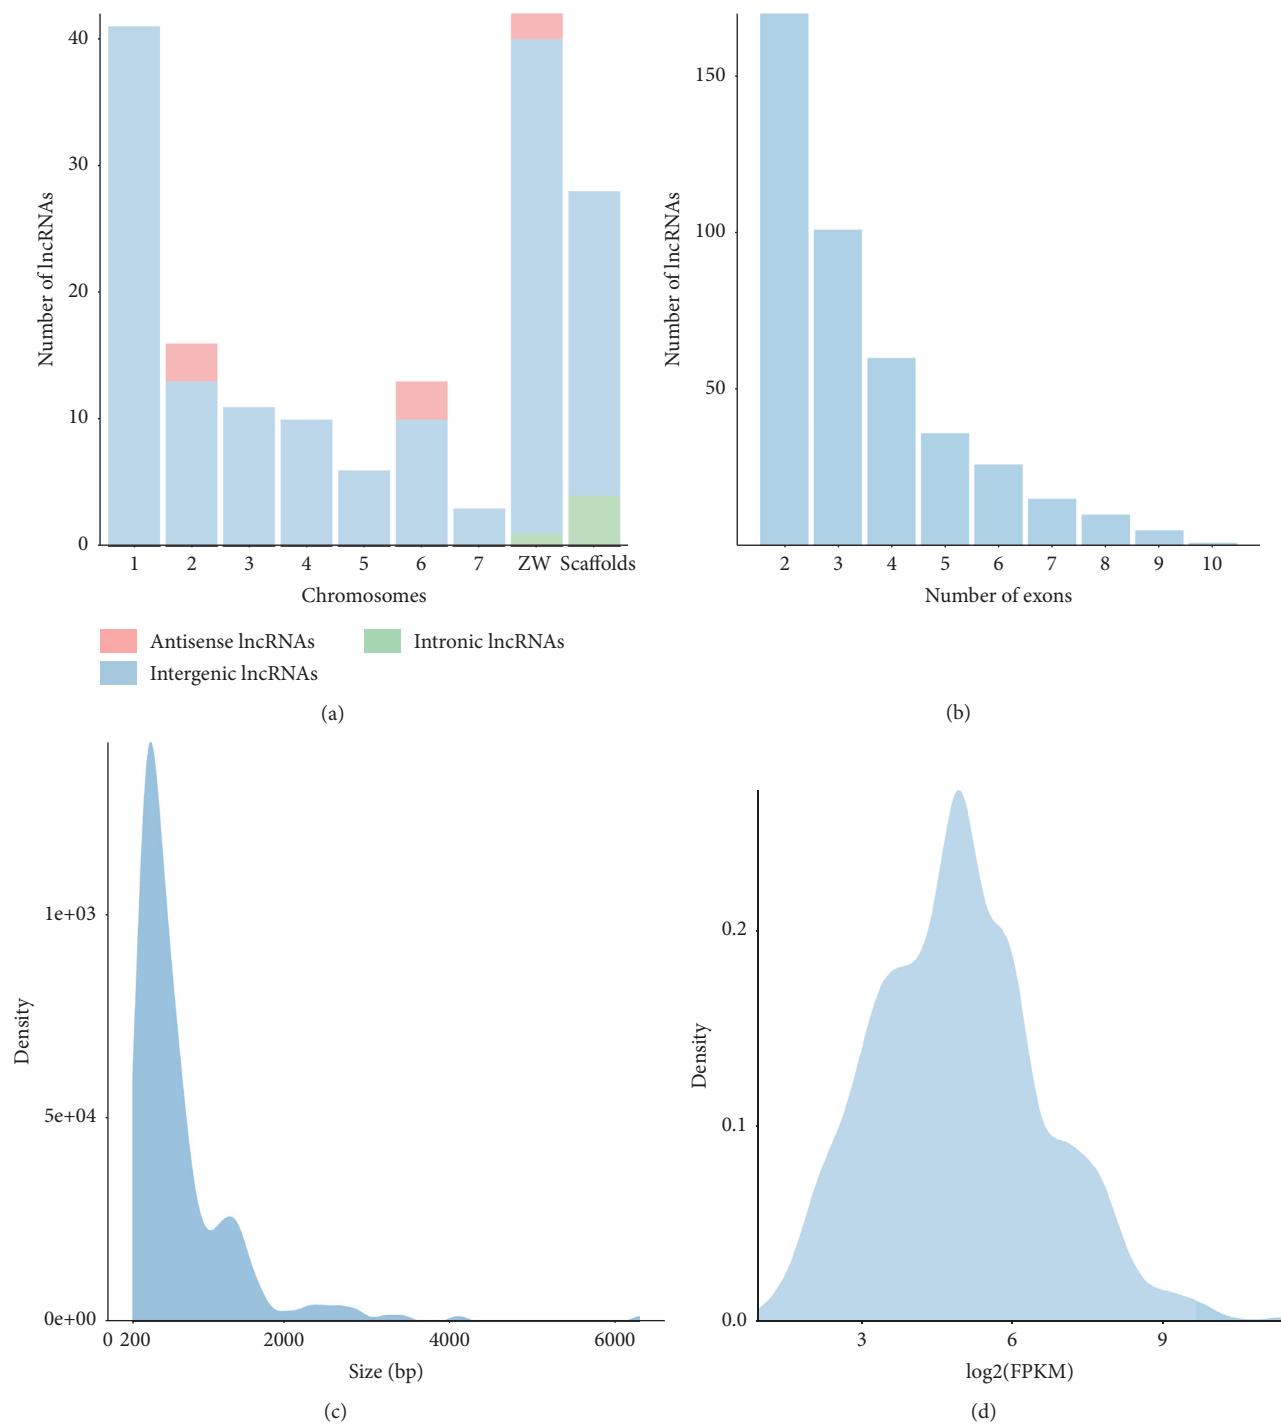 40
30
20
10
0
Number of lncRNAs
1 2 3 4 5 6 7 ZW Scaffolds
Chromosomes
Antisense lncRNAs
Intergenic lncRNAs
Intronic lncRNAs
(a)
150
100
50
Number of lncRNAs
2 3 4 5 6 7 8 9 10
Number of exons
(b)
1e+03
5e+04
0e+00
Density
0 200 2000 4000 6000
Size (bp)
(c)
0.2
0.1
0.0
Density
3 6 9
log2(FPKM)
(d)